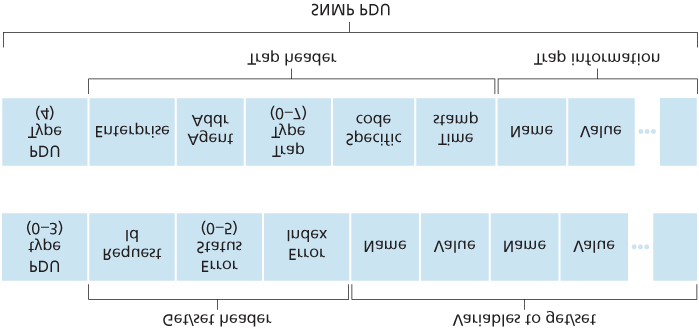 Get/set header
Variables to get/set
PDU
type
(0–3)
Request
Id
Error
Status
(0–5)
Error
Index
Name
Value
Name
Value
PDU
Type
(4)
Enterprise
Agent
Addr
Trap
Type
(0–7)
Specific
code
Time
stamp
Name
Value
Trap header
Trap information
SNMP PDU